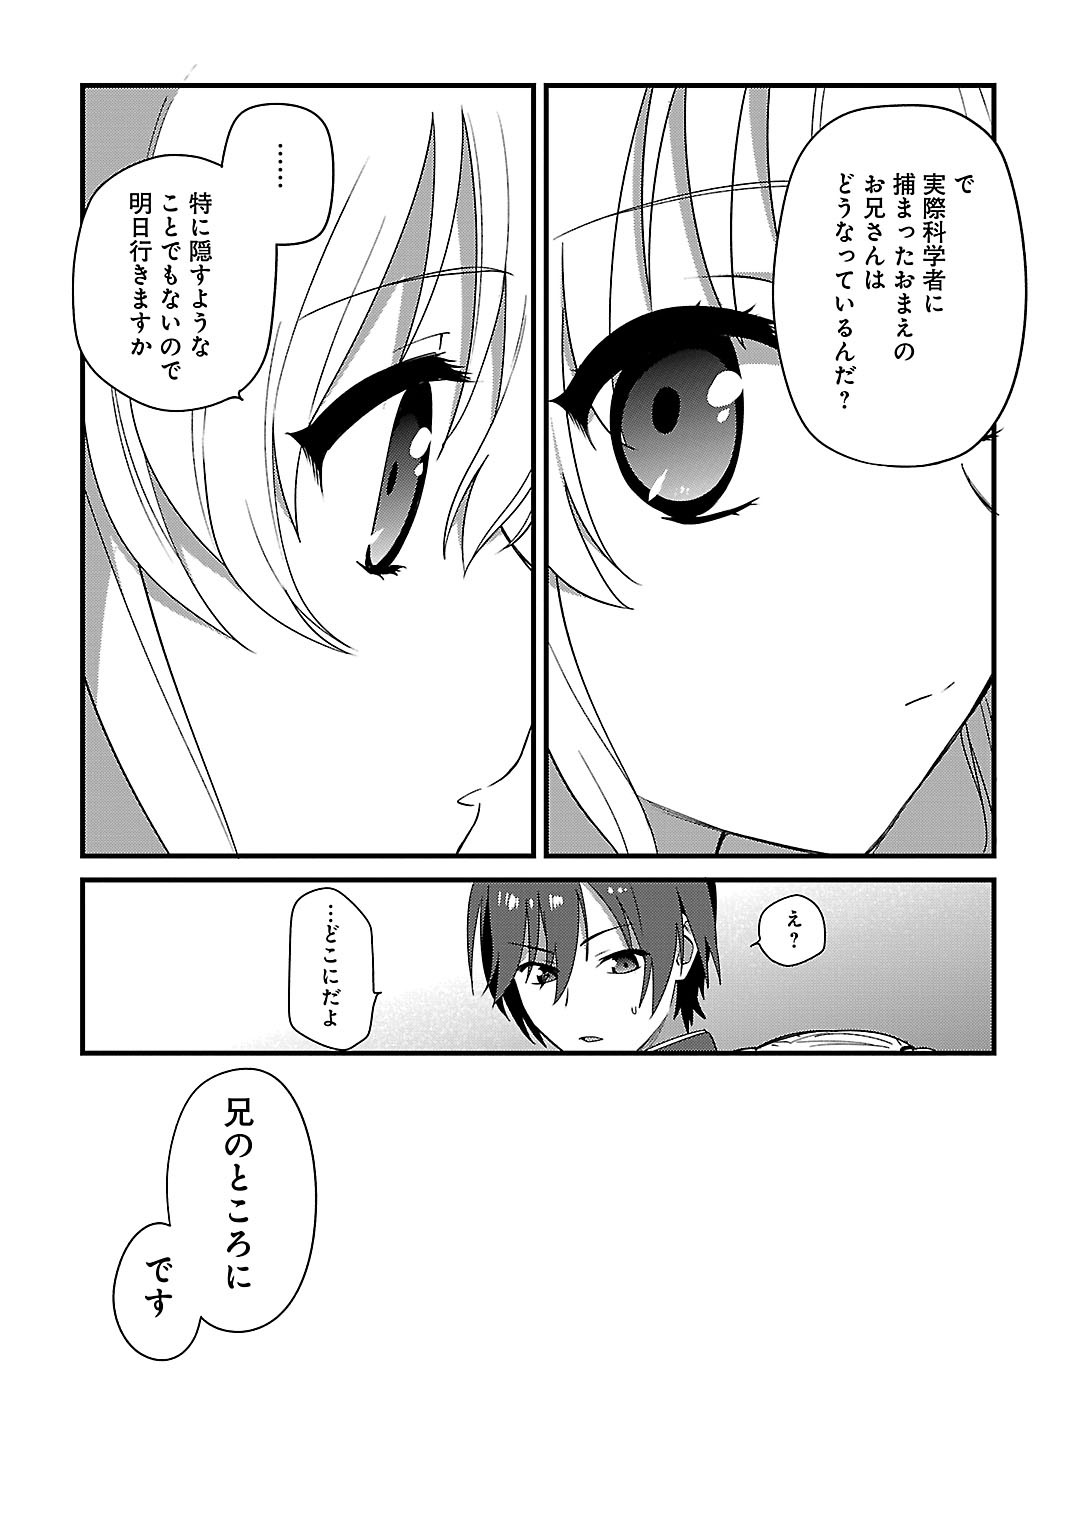 で
実際科学者に
捕まったおまえの
お兄さんは
どうなっているんだ？
……
特に隠すような
ことでもないので
明日行きますか
え？
…どこにだよ
兄のところに
です